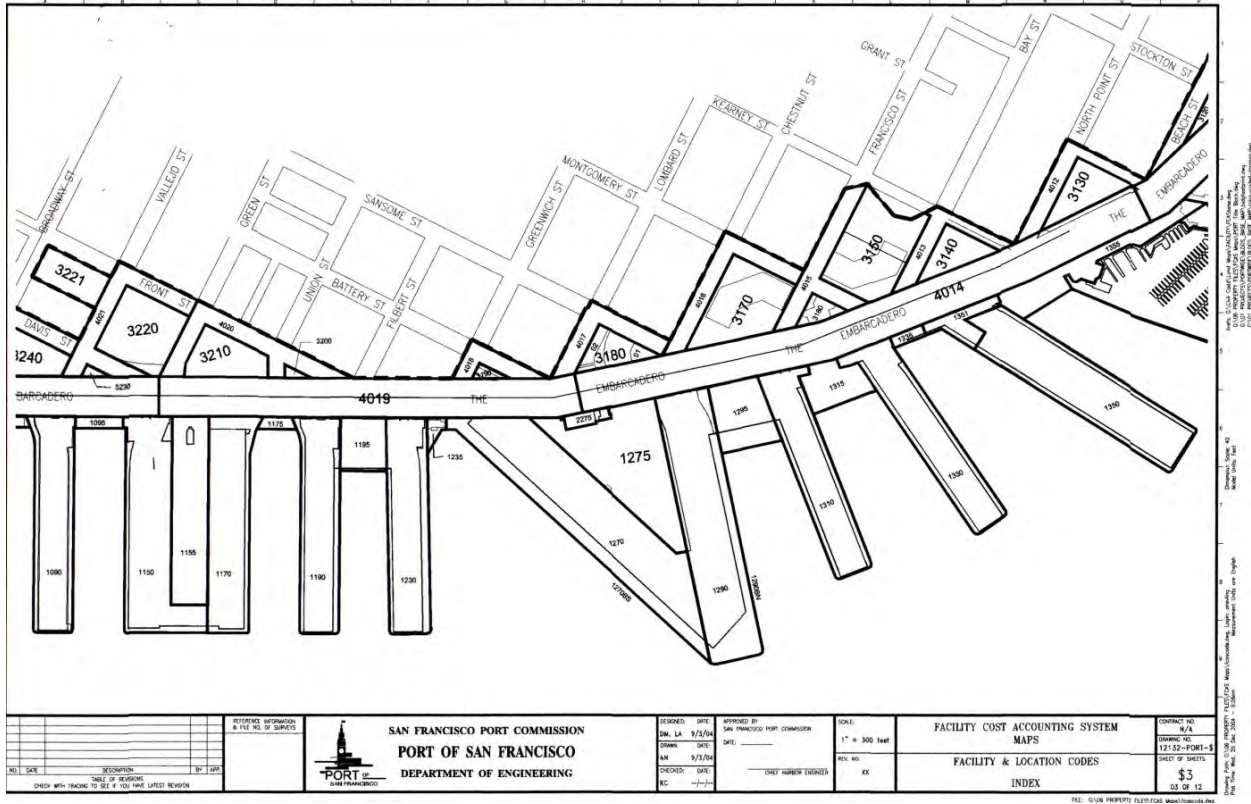 GRANT ST
BAY ST
STOCKTON ST
CHESTNUT ST
FRANCISCO ST
NORTH POINT ST
BEACH ST
KEARNEY ST
LOMBARD ST
MONTGOMERY ST
VALLEJO ST
BROADWAY ST
GREEN ST
SANSOME ST
GREENWICH ST
UNION ST
BATTERY ST
FILBERT ST
FRONT ST
DAVIS ST
4012
3130
THE
EMBARCADERO
1355
3150
4013
3140
4014
4015
3221
4021
3220
4020
3210
3200
3240
3230
4016
3170
4017
02
3180
01
4018
3190
THE
EMBARCADERO
EMBARCADERO
BARCADERO
4019
THE
1351
1335
1350
1315
1295
2275
1095
1175
1195
1235
1275
1310
1330
1155
1270
1090
1150
1170
1190
1230
1270BS
1290
1290BN
REFERENCE INFORMATION
& FILE NO. OF SURVEYS
NO. DATE DESCRIPTION BY APP.
TABLE OF REVISIONS
CHECK WITH TRACING TO SEE IF YOU HAVE LATEST REVISION
PORT OF
SAN FRANCISCO
SAN FRANCISCO PORT COMMISSION
PORT OF SAN FRANCISCO
DEPARTMENT OF ENGINEERING
DESIGNED: DATE:
DM, LA 9/3/04
DRAWN: DATE:
AN 9/3/04
CHECKED: DATE:
KC --/--/--
APPROVED BY
SAN FRANCISCO PORT COMMISSION
DATE:
CHIEF HARBOR ENGINEER
SCALE:
1" = 300 feet
REV. NO.
XX
FACILITY COST ACCOUNTING SYSTEM
MAPS
FACILITY & LOCATION CODES
INDEX
CONTRACT NO.
N/A
DRAWING NO.
12132-PORT-$
SHEET OF SHEETS
$3
03 OF 12